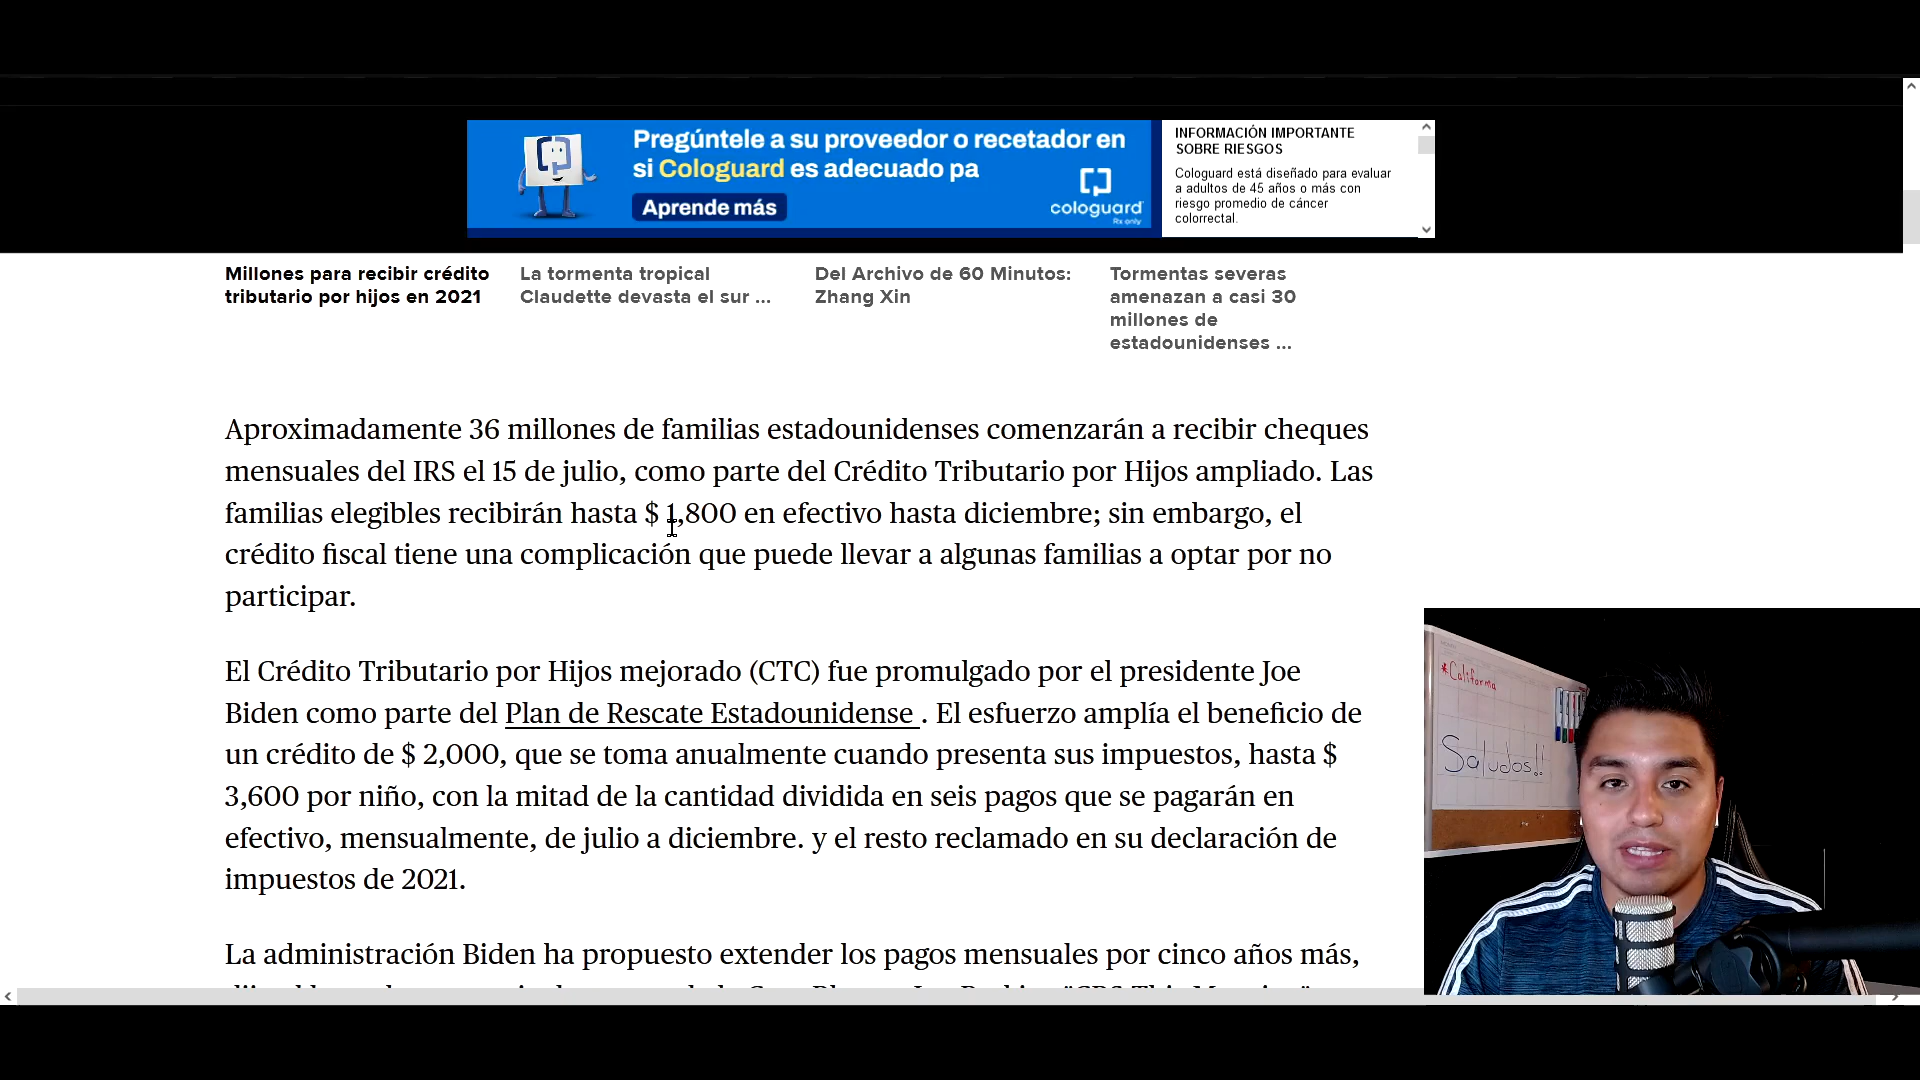 Pregúntele a su proveedor o recetador en
si Cologuard es adecuado pa
Aprende más
cologuard
Rx only
INFORMACIÓN IMPORTANTE
SOBRE RIESGOS
Cologuard está diseñado para evaluar
a adultos de 45 años o más con
riesgo promedio de cáncer
colorrectal.
Millones para recibir crédito
tributario por hijos en 2021
La tormenta tropical
Claudette devasta el sur ...
Del Archivo de 60 Minutos:
Zhang Xin
Tormentas severas
amenazan a casi 30
millones de
estadounidenses ...
Aproximadamente 36 millones de familias estadounidenses comenzarán a recibir cheques
mensuales del IRS el 15 de julio, como parte del Crédito Tributario por Hijos ampliado. Las
familias elegibles recibirán hasta $ 1,800 en efectivo hasta diciembre; sin embargo, el
crédito fiscal tiene una complicación que puede llevar a algunas familias a optar por no
participar.
El Crédito Tributario por Hijos mejorado (CTC) fue promulgado por el presidente Joe
Biden como parte del Plan de Rescate Estadounidense . El esfuerzo amplía el beneficio de
un crédito de $ 2,000, que se toma anualmente cuando presenta sus impuestos, hasta $
3,600 por niño, con la mitad de la cantidad dividida en seis pagos que se pagarán en
efectivo, mensualmente, de julio a diciembre. y el resto reclamado en su declaración de
impuestos de 2021.
La administración Biden ha propuesto extender los pagos mensuales por cinco años más,
*California
Saludos!!